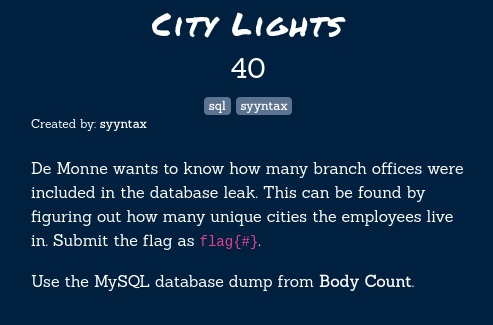 City Lights
40
sql syyntax
Created by: syyntax
De Monne wants to know how many branch offices were
included in the database leak. This can be found by
figuring out how many unique cities the employees live
in. Submit the flag as flag{#}.
Use the MySQL database dump from Body Count.